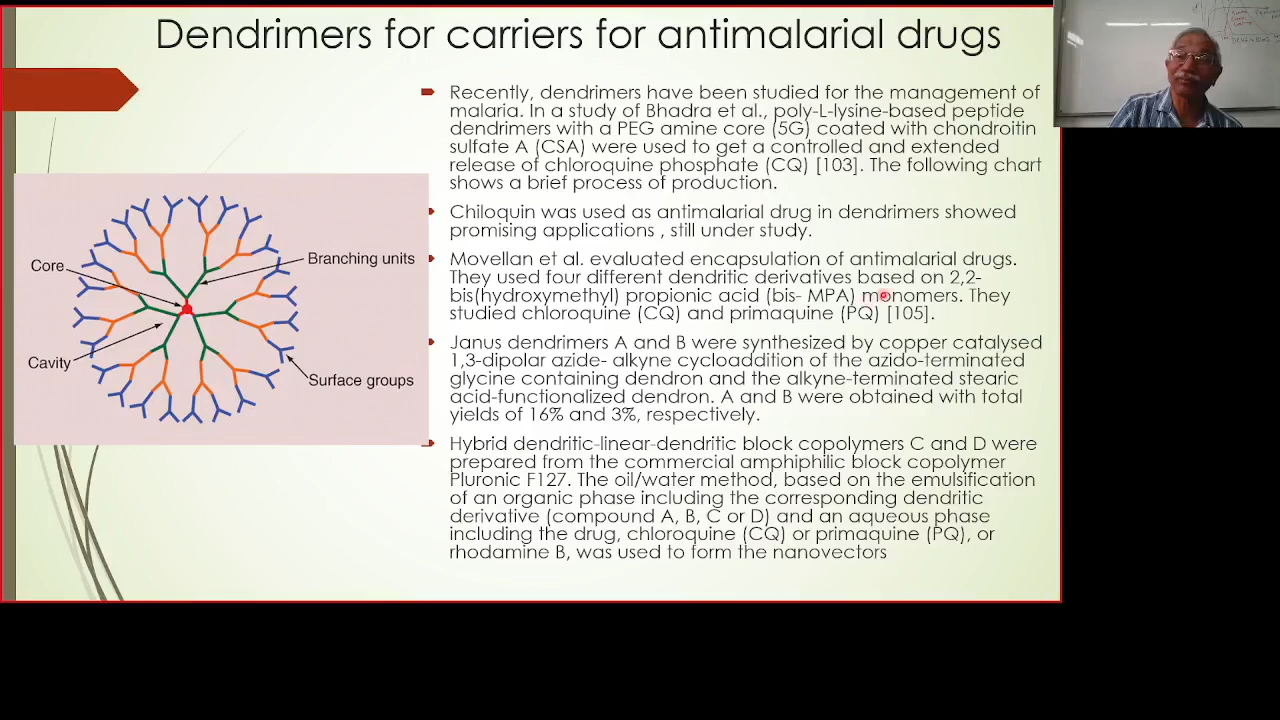 Dendrimers for carriers for antimalarial drugs
Recently, dendrimers have been studied for the management of
malaria. In a study of Bhadra et al., poly-L-lysine-based peptide
dendrimers with a PEG amine core (5G) coated with chondroitin
sulfate A (CSA) were used to get a controlled and extended
release of chloroquine phosphate (CQ) [103]. The following chart
shows a brief process of production.
Chiloquin was used as antimalarial drug in dendrimers showed
promising applications , still under study.
Movellan et al. evaluated encapsulation of antimalarial drugs.
They used four different dendritic derivatives based on 2,2-
bis(hydroxymethyl) propionic acid (bis- MPA) monomers. They
studied chloroquine (CQ) and primaquine (PQ) [105].
Janus dendrimers A and B were synthesized by copper catalysed
1,3-dipolar azide- alkyne cycloaddition of the azido-terminated
glycine containing dendron and the alkyne-terminated stearic
acid-functionalized dendron. A and B were obtained with total
yields of 16% and 3%, respectively.
Hybrid dendritic-linear-dendritic block copolymers C and D were
prepared from the commercial amphiphilic block copolymer
Pluronic F127. The oil/water method, based on the emulsification
of an organic phase including the corresponding dendritic
derivative (compound A, B, C or D) and an aqueous phase
including the drug, chloroquine (CQ) or primaquine (PQ), or
rhodamine B, was used to form the nanovectors
Core
Branching units
Cavity
Surface groups